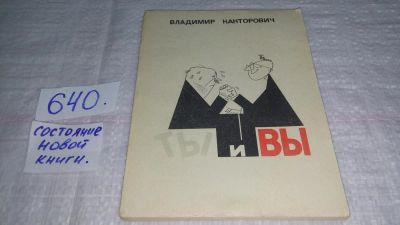 ВЛАДИМИР КАНТОРОВИЧ
ТЫ и ВЫ
640.
состояние
новой
книги.